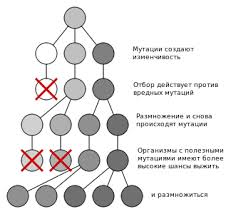 Мутации создают
изменчивость
Отбор действует против
вредных мутаций
Размножение и снова
происходят мутации
Организмы с полезными
мутациями имеют более
высокие шансы выжить
и размножиться